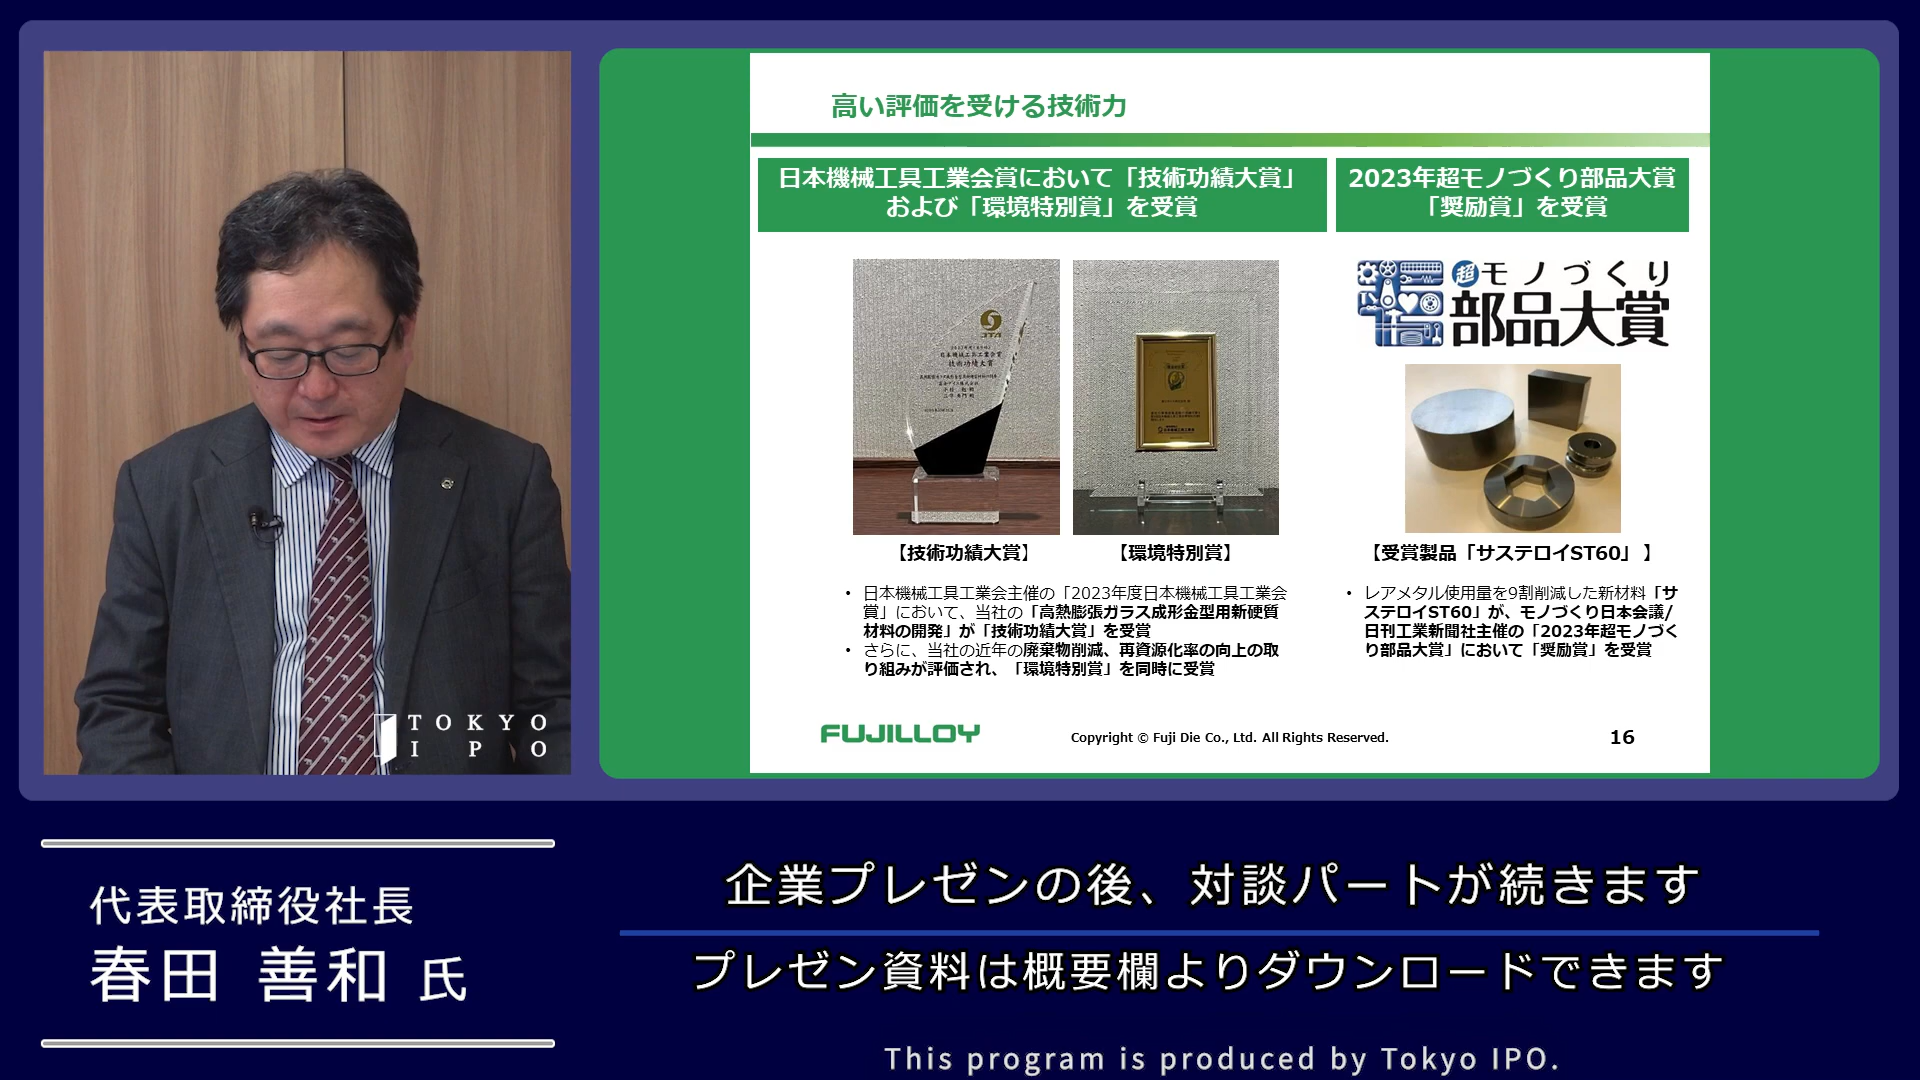 高い評価を受ける技術力
日本機械工具工業会賞において「技術功績大賞」
および「環境特別賞」を受賞
2023年超モノづくり部品大賞
「奨励賞」を受賞
JTA
日本機械工具工業会賞
技術功績大賞
超モノづくり
部品大賞
【技術功績大賞】
【環境特別賞】
【受賞製品「サステロイST60」 】
• 日本機械工具工業会主催の「2023年度日本機械工具工業会
賞」において、当社の「高熱膨張ガラス成形金型用新硬質
材料の開発」が「技術功績大賞」を受賞
• さらに、当社の近年の廃棄物削減、再資源化率の向上の取
り組みが評価され、「環境特別賞」を同時に受賞
• レアメタル使用量を9割削減した新材料「サ
ステロイST60」が、モノづくり日本会議/
日刊工業新聞社主催の「2023年超モノづく
り部品大賞」において「奨励賞」を受賞
FUJILLOY
Copyright © Fuji Die Co., Ltd. All Rights Reserved.
16
TOKYO
IPO
代表取締役社長
春田 善和 氏
企業プレゼンの後、対談パートが続きます
プレゼン資料は概要欄よりダウンロードできます
This program is produced by Tokyo IPO.